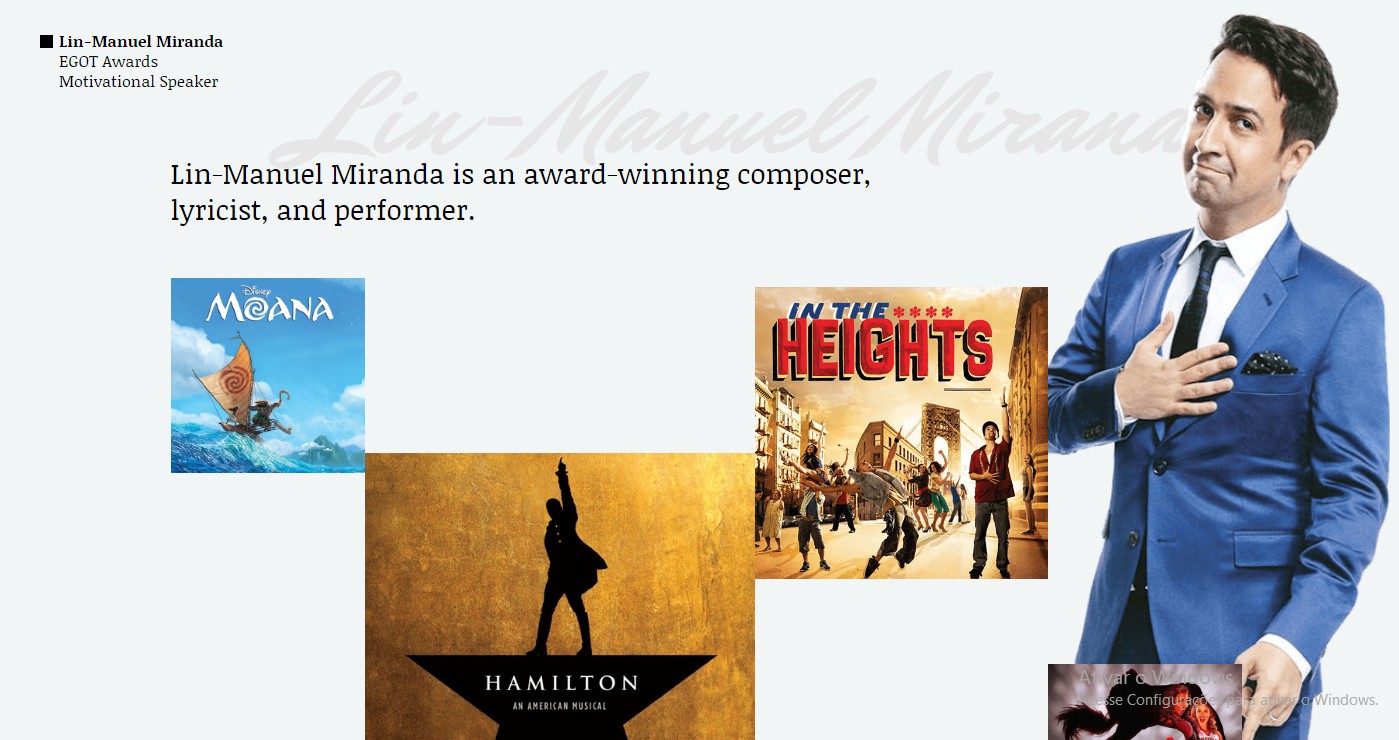 Lin-Manuel Miranda
EGOT Awards
Motivational Speaker
Lin-Manuel Miranda
Lin-Manuel Miranda is an award-winning composer,
lyricist, and performer.
Disney
MOANA
IN THE ****
HEIGHTS
HAMILTON
AN AMERICAN MUSICAL
Ativar o Windows
esse Configurações para ativar o Windows.